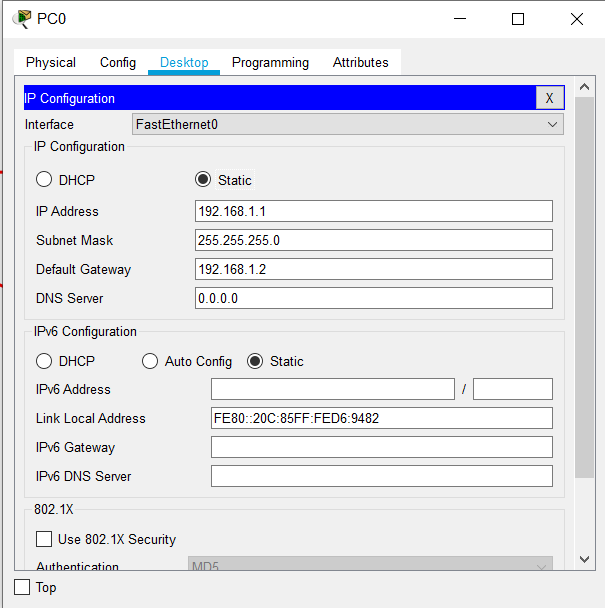 PC0
Physical Config Desktop Programming Attributes
IP Configuration X
Interface FastEthernet0
IP Configuration
DHCP Static
IP Address 192.168.1.1
Subnet Mask 255.255.255.0
Default Gateway 192.168.1.2
DNS Server 0.0.0.0
IPv6 Configuration
DHCP Auto Config Static
IPv6 Address /
Link Local Address FE80::20C:85FF:FED6:9482
IPv6 Gateway
IPv6 DNS Server
802.1X
Use 802.1X Security
Authentication MD5
Top